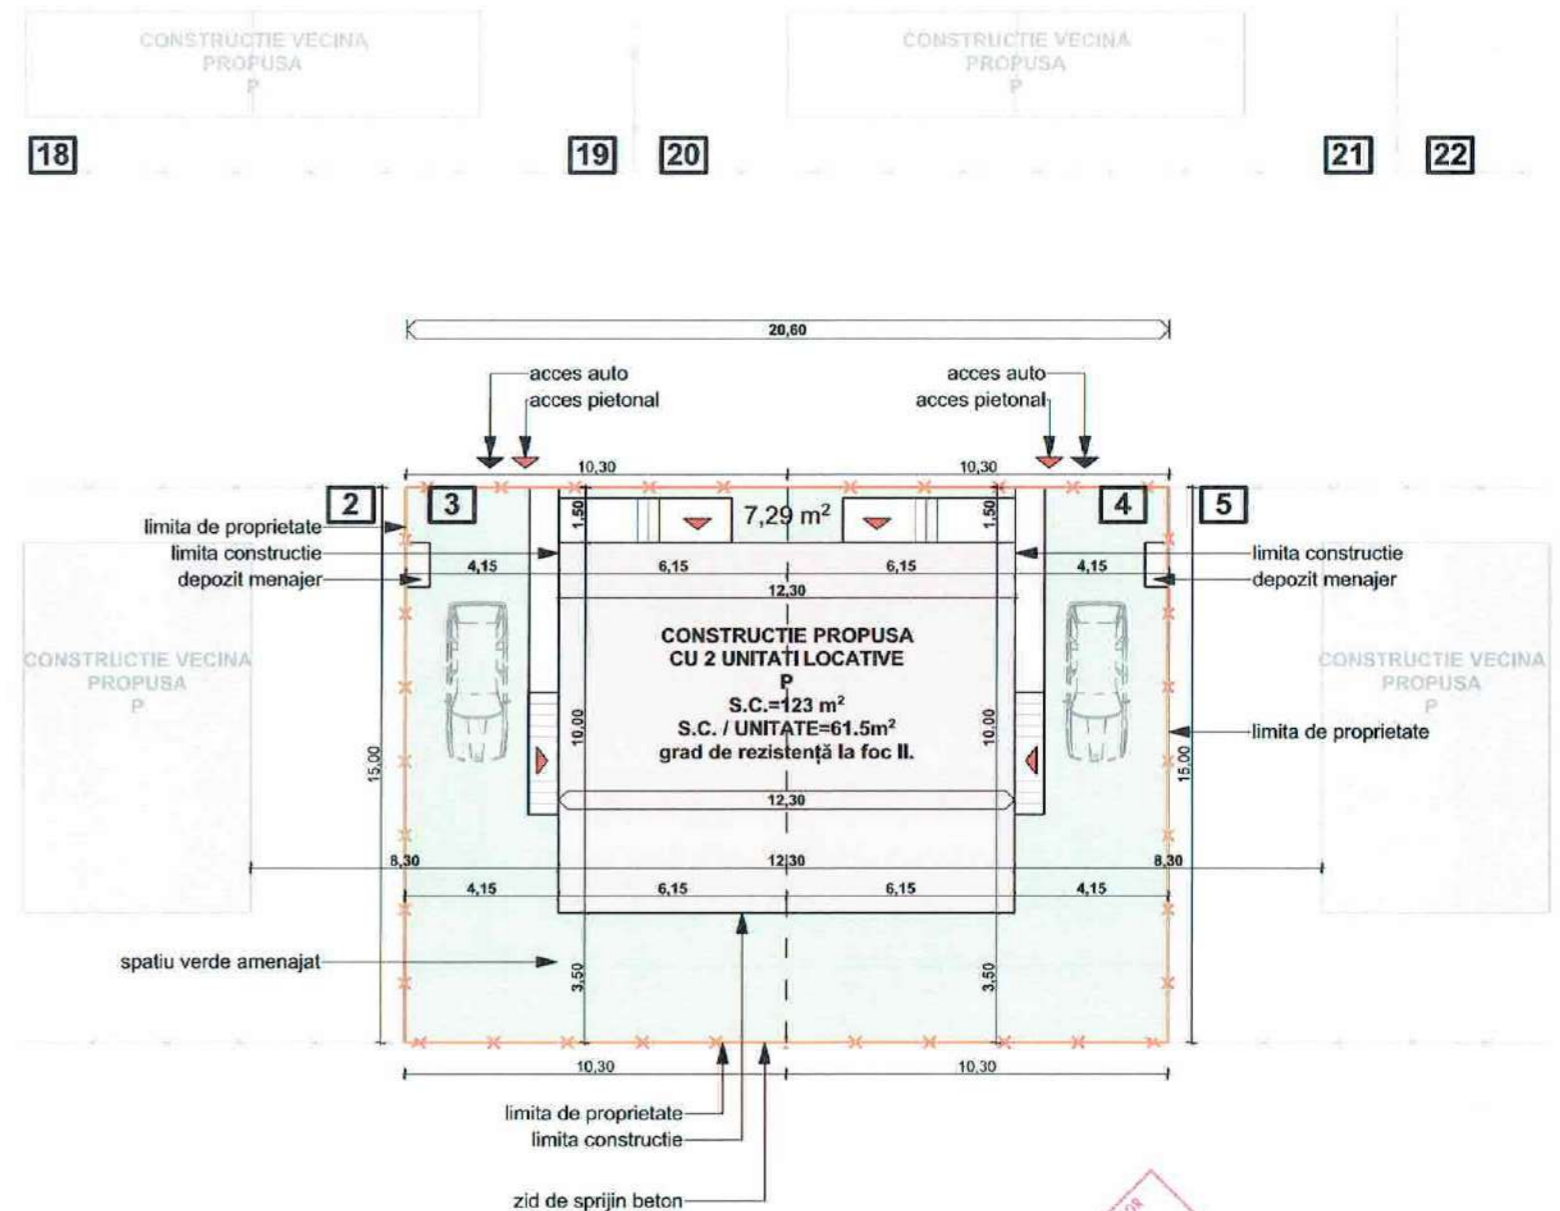 CONSTRUCTIE VECINA
PROPUSA
P
CONSTRUCTIE VECINA
PROPUSA
P
18
19
20
21
22
20,60
acces auto
acces pietonal
acces auto
acces pietonal
10,30
10,30
2
3
4
5
limita de proprietate
limita constructie
depozit menajer
1,50
7,29 m²
1,50
limita constructie
depozit menajer
4,15
6,15
6,15
4,15
12,30
CONSTRUCTIE PROPUSA
CU 2 UNITATI LOCATIVE
P
S.C.=123 m²
S.C. / UNITATE=61.5m²
grad de rezistență la foc II.
CONSTRUCTIE VECINA
PROPUSA
P
CONSTRUCTIE VECINA
PROPUSA
P
10,00
10,00
limita de proprietate
15,00
15,00
12,30
8,30
12,30
8,30
4,15
6,15
6,15
4,15
spatiu verde amenajat
3,50
3,50
10,30
10,30
limita de proprietate
limita constructie
zid de sprijin beton